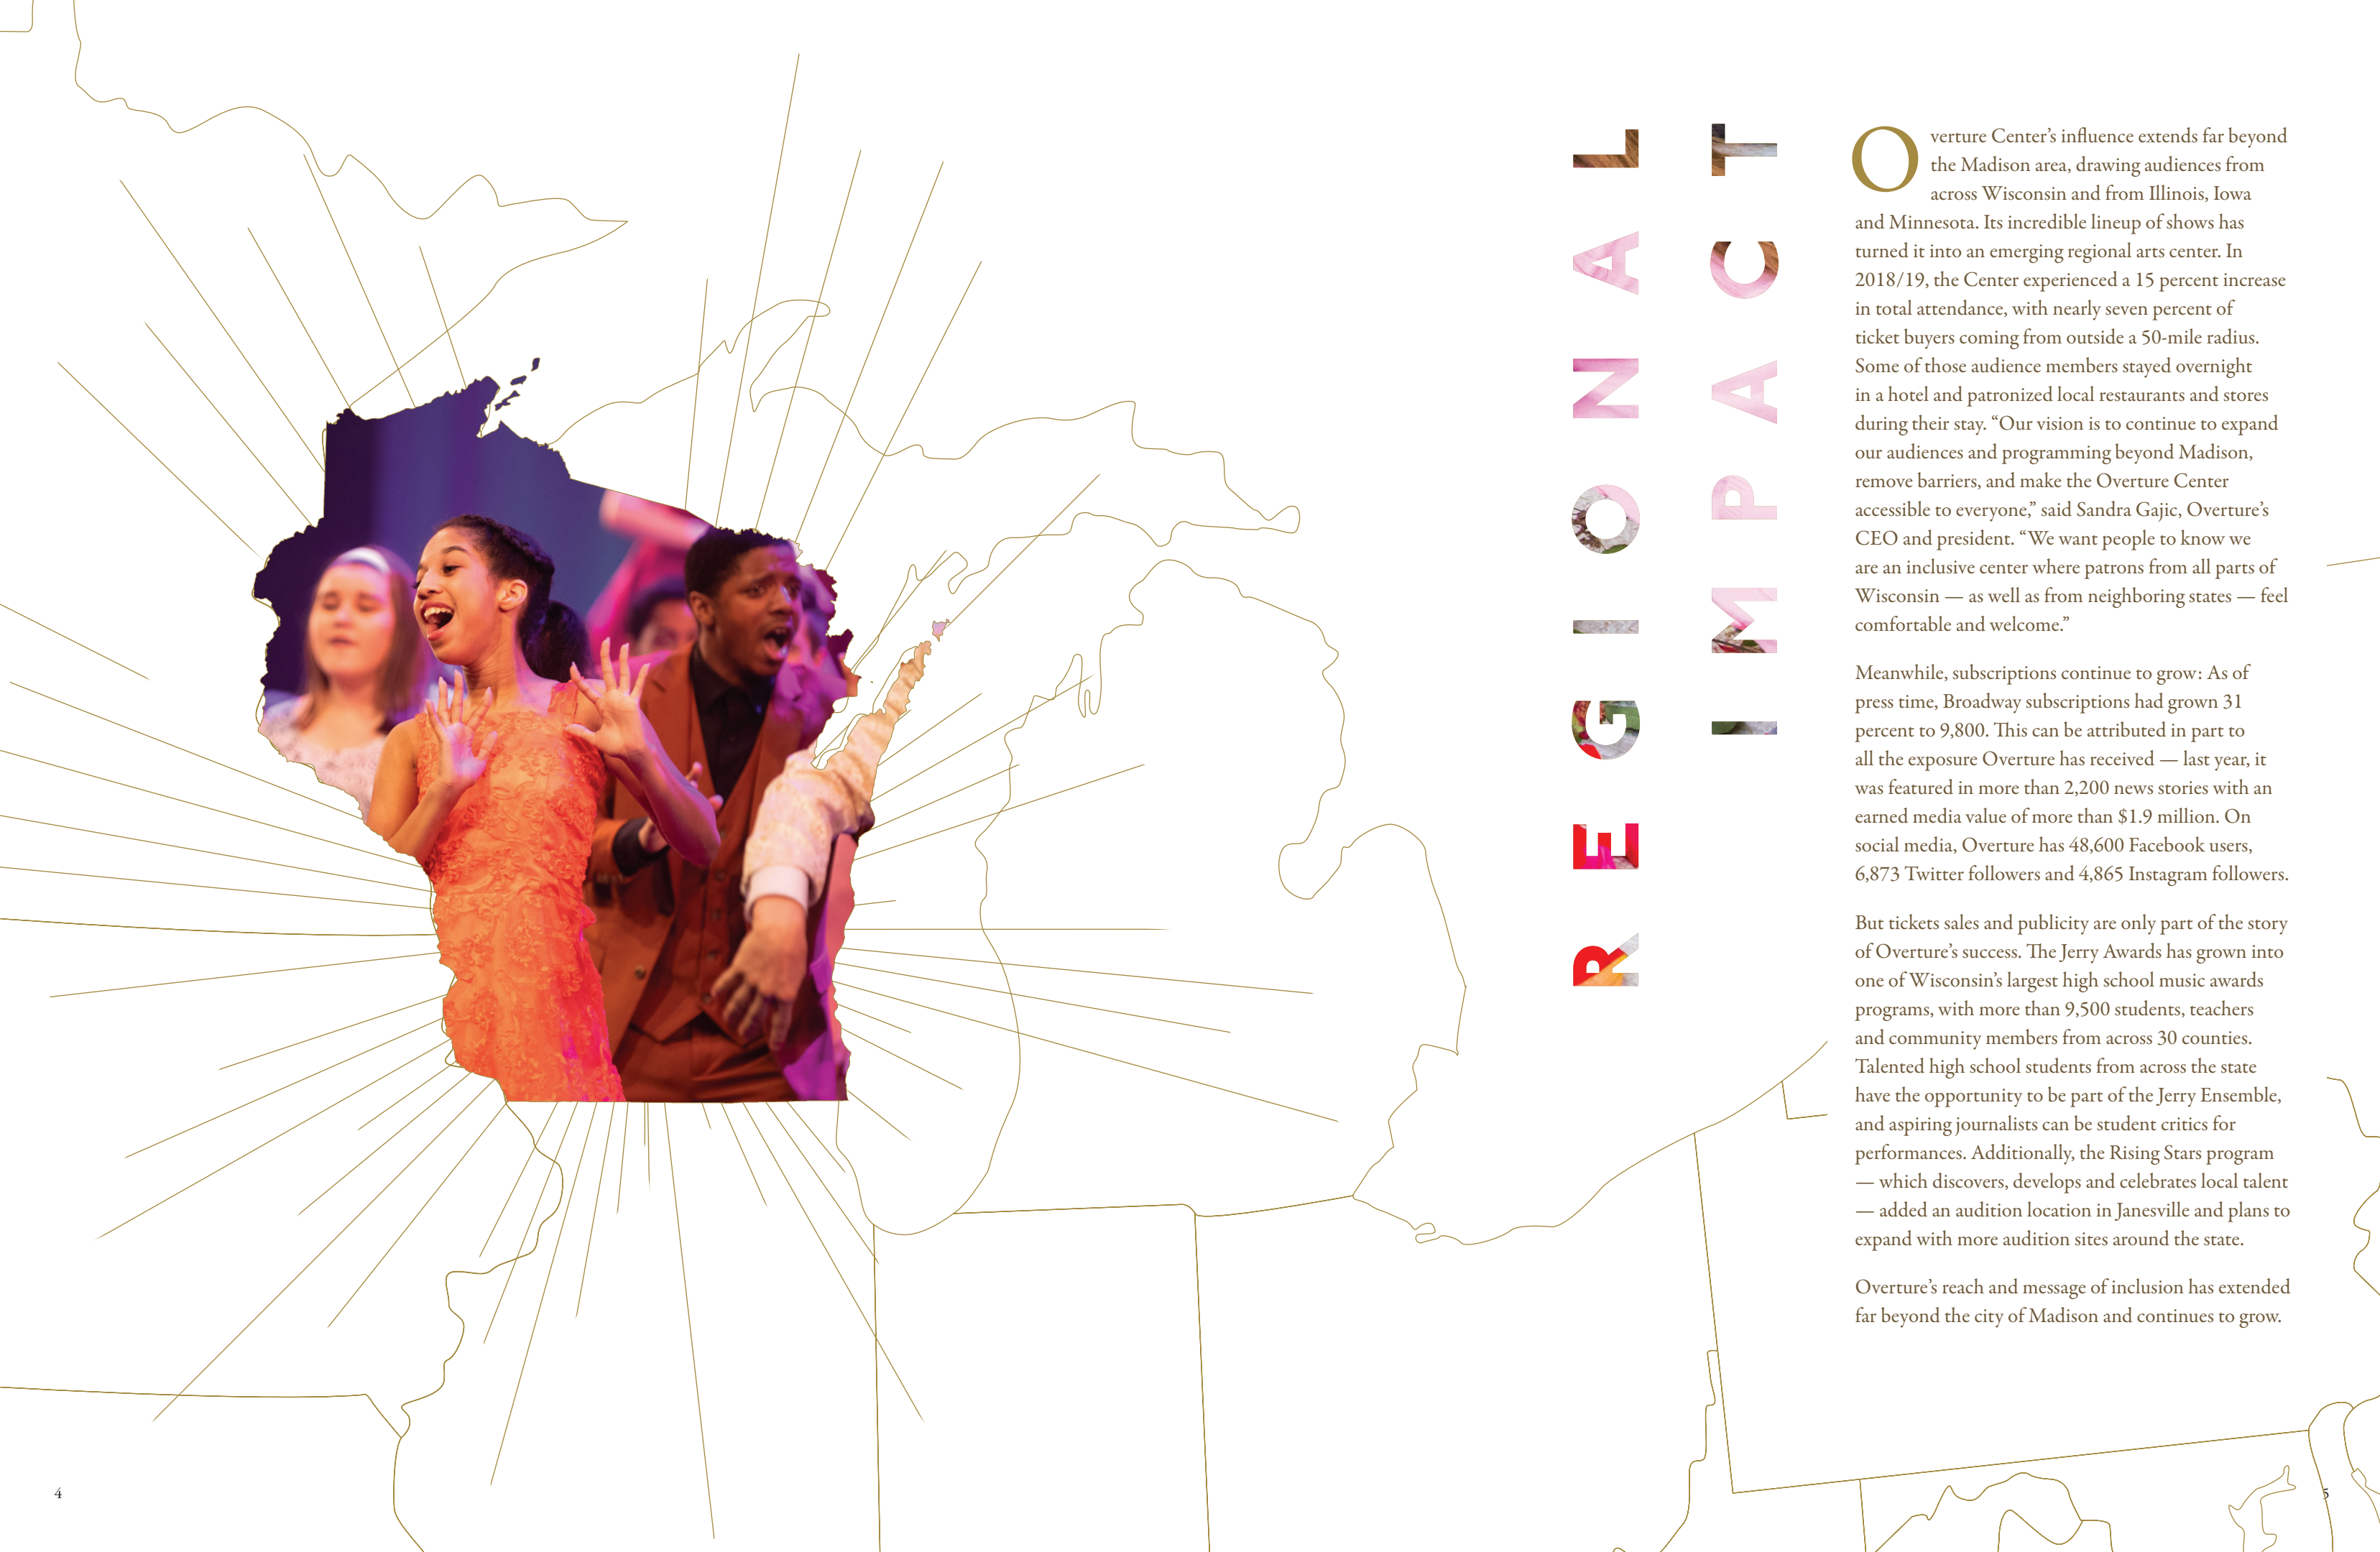 REGIONAL
IMPACT
Overture Center’s influence extends far beyond
the Madison area, drawing audiences from
across Wisconsin and from Illinois, Iowa
and Minnesota. Its incredible lineup of shows has
turned it into an emerging regional arts center. In
2018/19, the Center experienced a 15 percent increase
in total attendance, with nearly seven percent of
ticket buyers coming from outside a 50-mile radius.
Some of those audience members stayed overnight
in a hotel and patronized local restaurants and stores
during their stay. “Our vision is to continue to expand
our audiences and programming beyond Madison,
remove barriers, and make the Overture Center
accessible to everyone,” said Sandra Gajic, Overture’s
CEO and president. “We want people to know we
are an inclusive center where patrons from all parts of
Wisconsin — as well as from neighboring states — feel
comfortable and welcome.”
Meanwhile, subscriptions continue to grow: As of
press time, Broadway subscriptions had grown 31
percent to 9,800. This can be attributed in part to
all the exposure Overture has received — last year, it
was featured in more than 2,200 news stories with an
earned media value of more than $1.9 million. On
social media, Overture has 48,600 Facebook users,
6,873 Twitter followers and 4,865 Instagram followers.
But tickets sales and publicity are only part of the story
of Overture’s success. The Jerry Awards has grown into
one of Wisconsin’s largest high school music awards
programs, with more than 9,500 students, teachers
and community members from across 30 counties.
Talented high school students from across the state
have the opportunity to be part of the Jerry Ensemble,
and aspiring journalists can be student critics for
performances. Additionally, the Rising Stars program
— which discovers, develops and celebrates local talent
— added an audition location in Janesville and plans to
expand with more audition sites around the state.
Overture’s reach and message of inclusion has extended
far beyond the city of Madison and continues to grow.
4
5